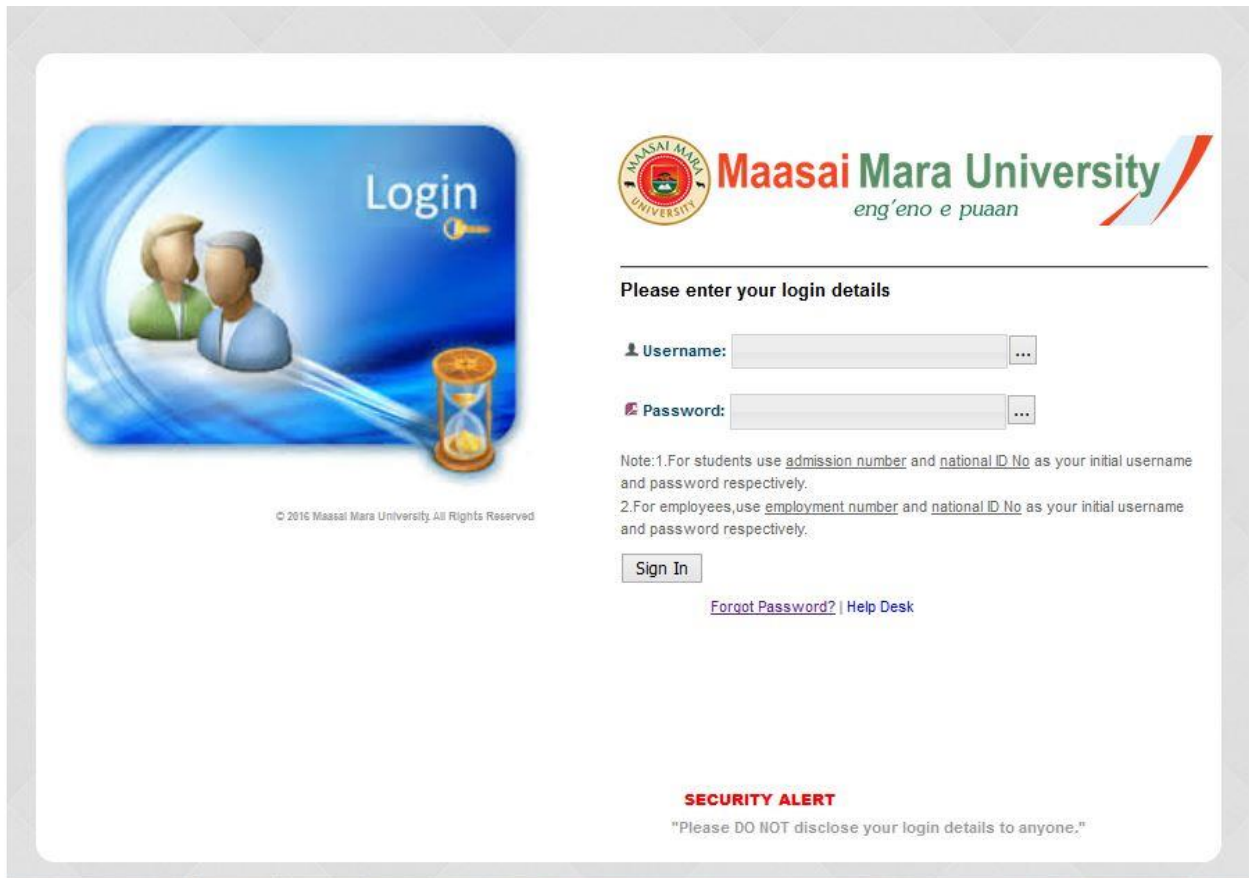 Login
© 2016 Maasai Mara University. All Rights Reserved
MAASAI MARA
UNIVERSITY
Maasai Mara University
eng'eno e puaan
Please enter your login details
Username:
...
Password:
...
Note:1.For students use admission number and national ID No as your initial username
and password respectively.
2.For employees,use employment number and national ID No as your initial username
and password respectively.
Sign In
Forgot Password? | Help Desk
SECURITY ALERT
"Please DO NOT disclose your login details to anyone."